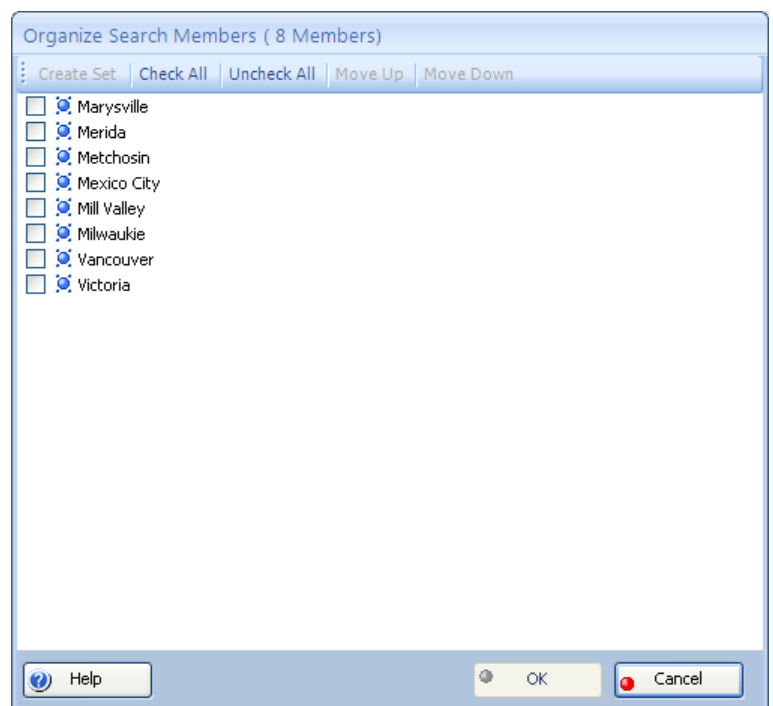 Organize Search Members ( 8 Members)
Create Set Check All Uncheck All Move Up Move Down
Marysville
Merida
Metchosin
Mexico City
Mill Valley
Milwaukie
Vancouver
Victoria
Help OK Cancel